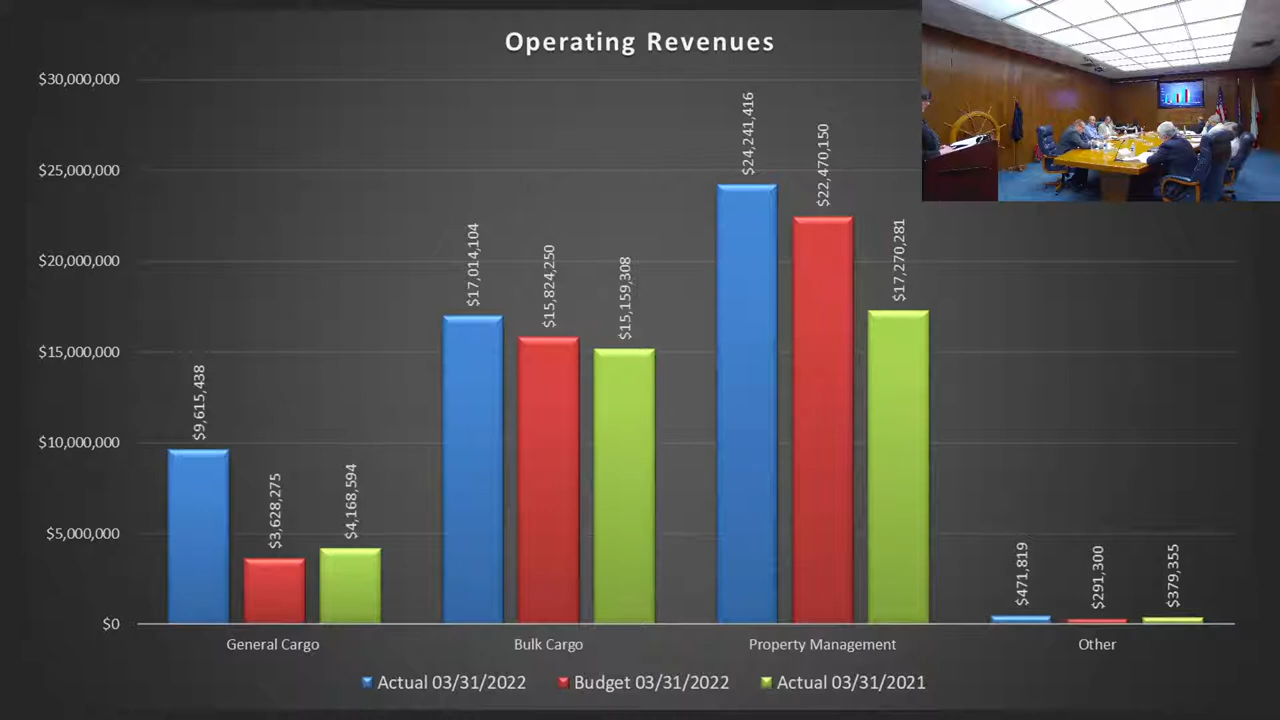 Operating Revenues
$30,000,000
$25,000,000
$20,000,000
$15,000,000
$10,000,000
$5,000,000
$0
$9,615,438
$3,628,275
$4,168,594
$17,014,104
$15,824,250
$15,159,308
$24,241,416
$22,470,150
$17,270,281
$471,819
$291,300
$379,355
General Cargo
Bulk Cargo
Property Management
Other
Actual 03/31/2022
Budget 03/31/2022
Actual 03/31/2021